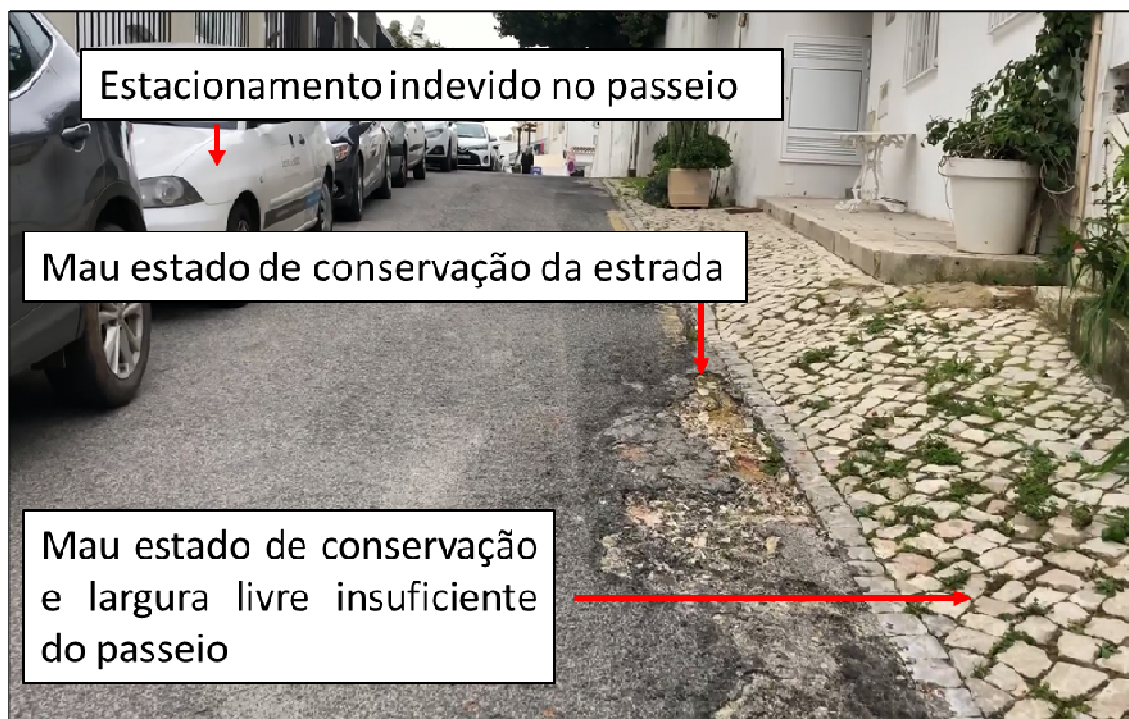 Estacionamento indevido no passeio
Mau estado de conservação da estrada
Mau estado de conservação
e largura livre insuficiente
do passeio